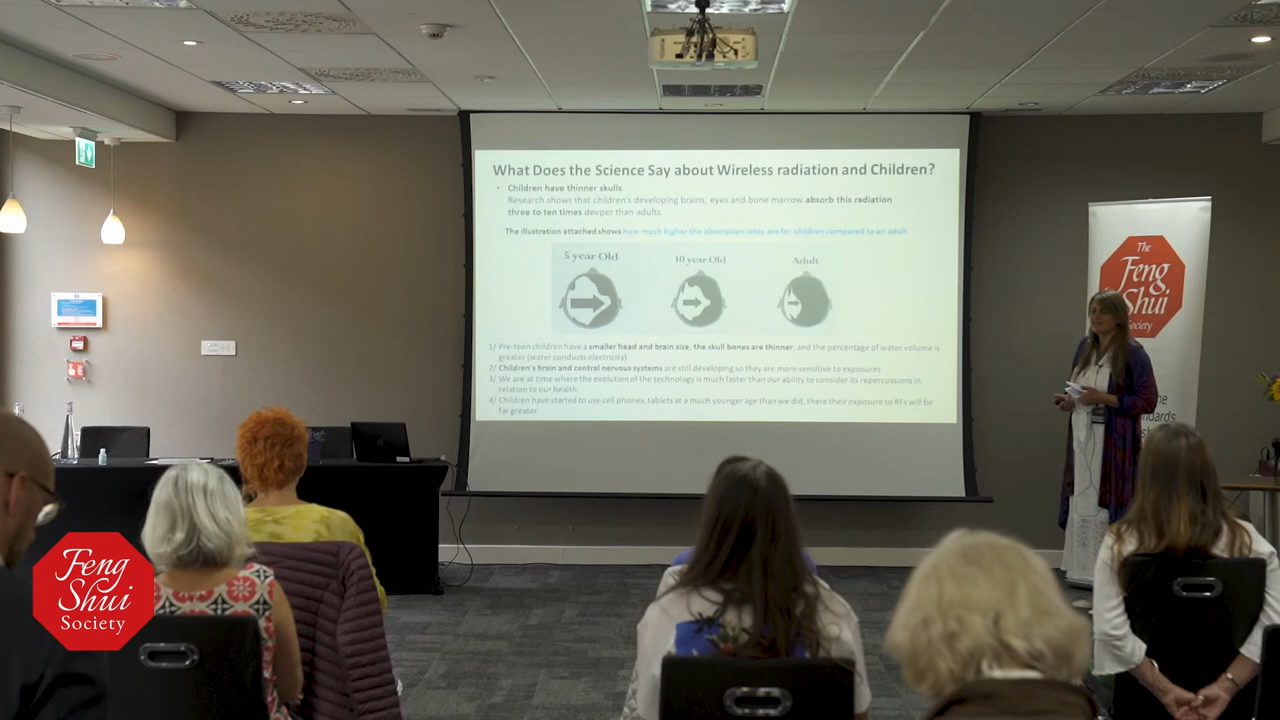 What Does the Science Say about Wireless radiation and Children?
• Children have thinner skulls
Research shows that children's developing brains, eyes and bone marrow absorb this radiation
three to ten times deeper than adults.
The illustration attached shows how much higher the absorption rates are for children compared to an adult
5 year Old
10 year Old
Adult
1/ Pre-teen children have a smaller head and brain size, the skull bones are thinner, and the percentage of water volume is
greater (water conducts electricity)
2/ Children's brain and central nervous systems are still developing so they are more sensitive to exposures
3/ We are at time where the evolution of the technology is much faster than our ability to consider its repercussions in
relation to our health
4/ Children have started to use cell phones, tablets at a much younger age than we did, there their exposure to RFs will be
far greater
The
Feng
Shui
Society
Feng
Shui
Society